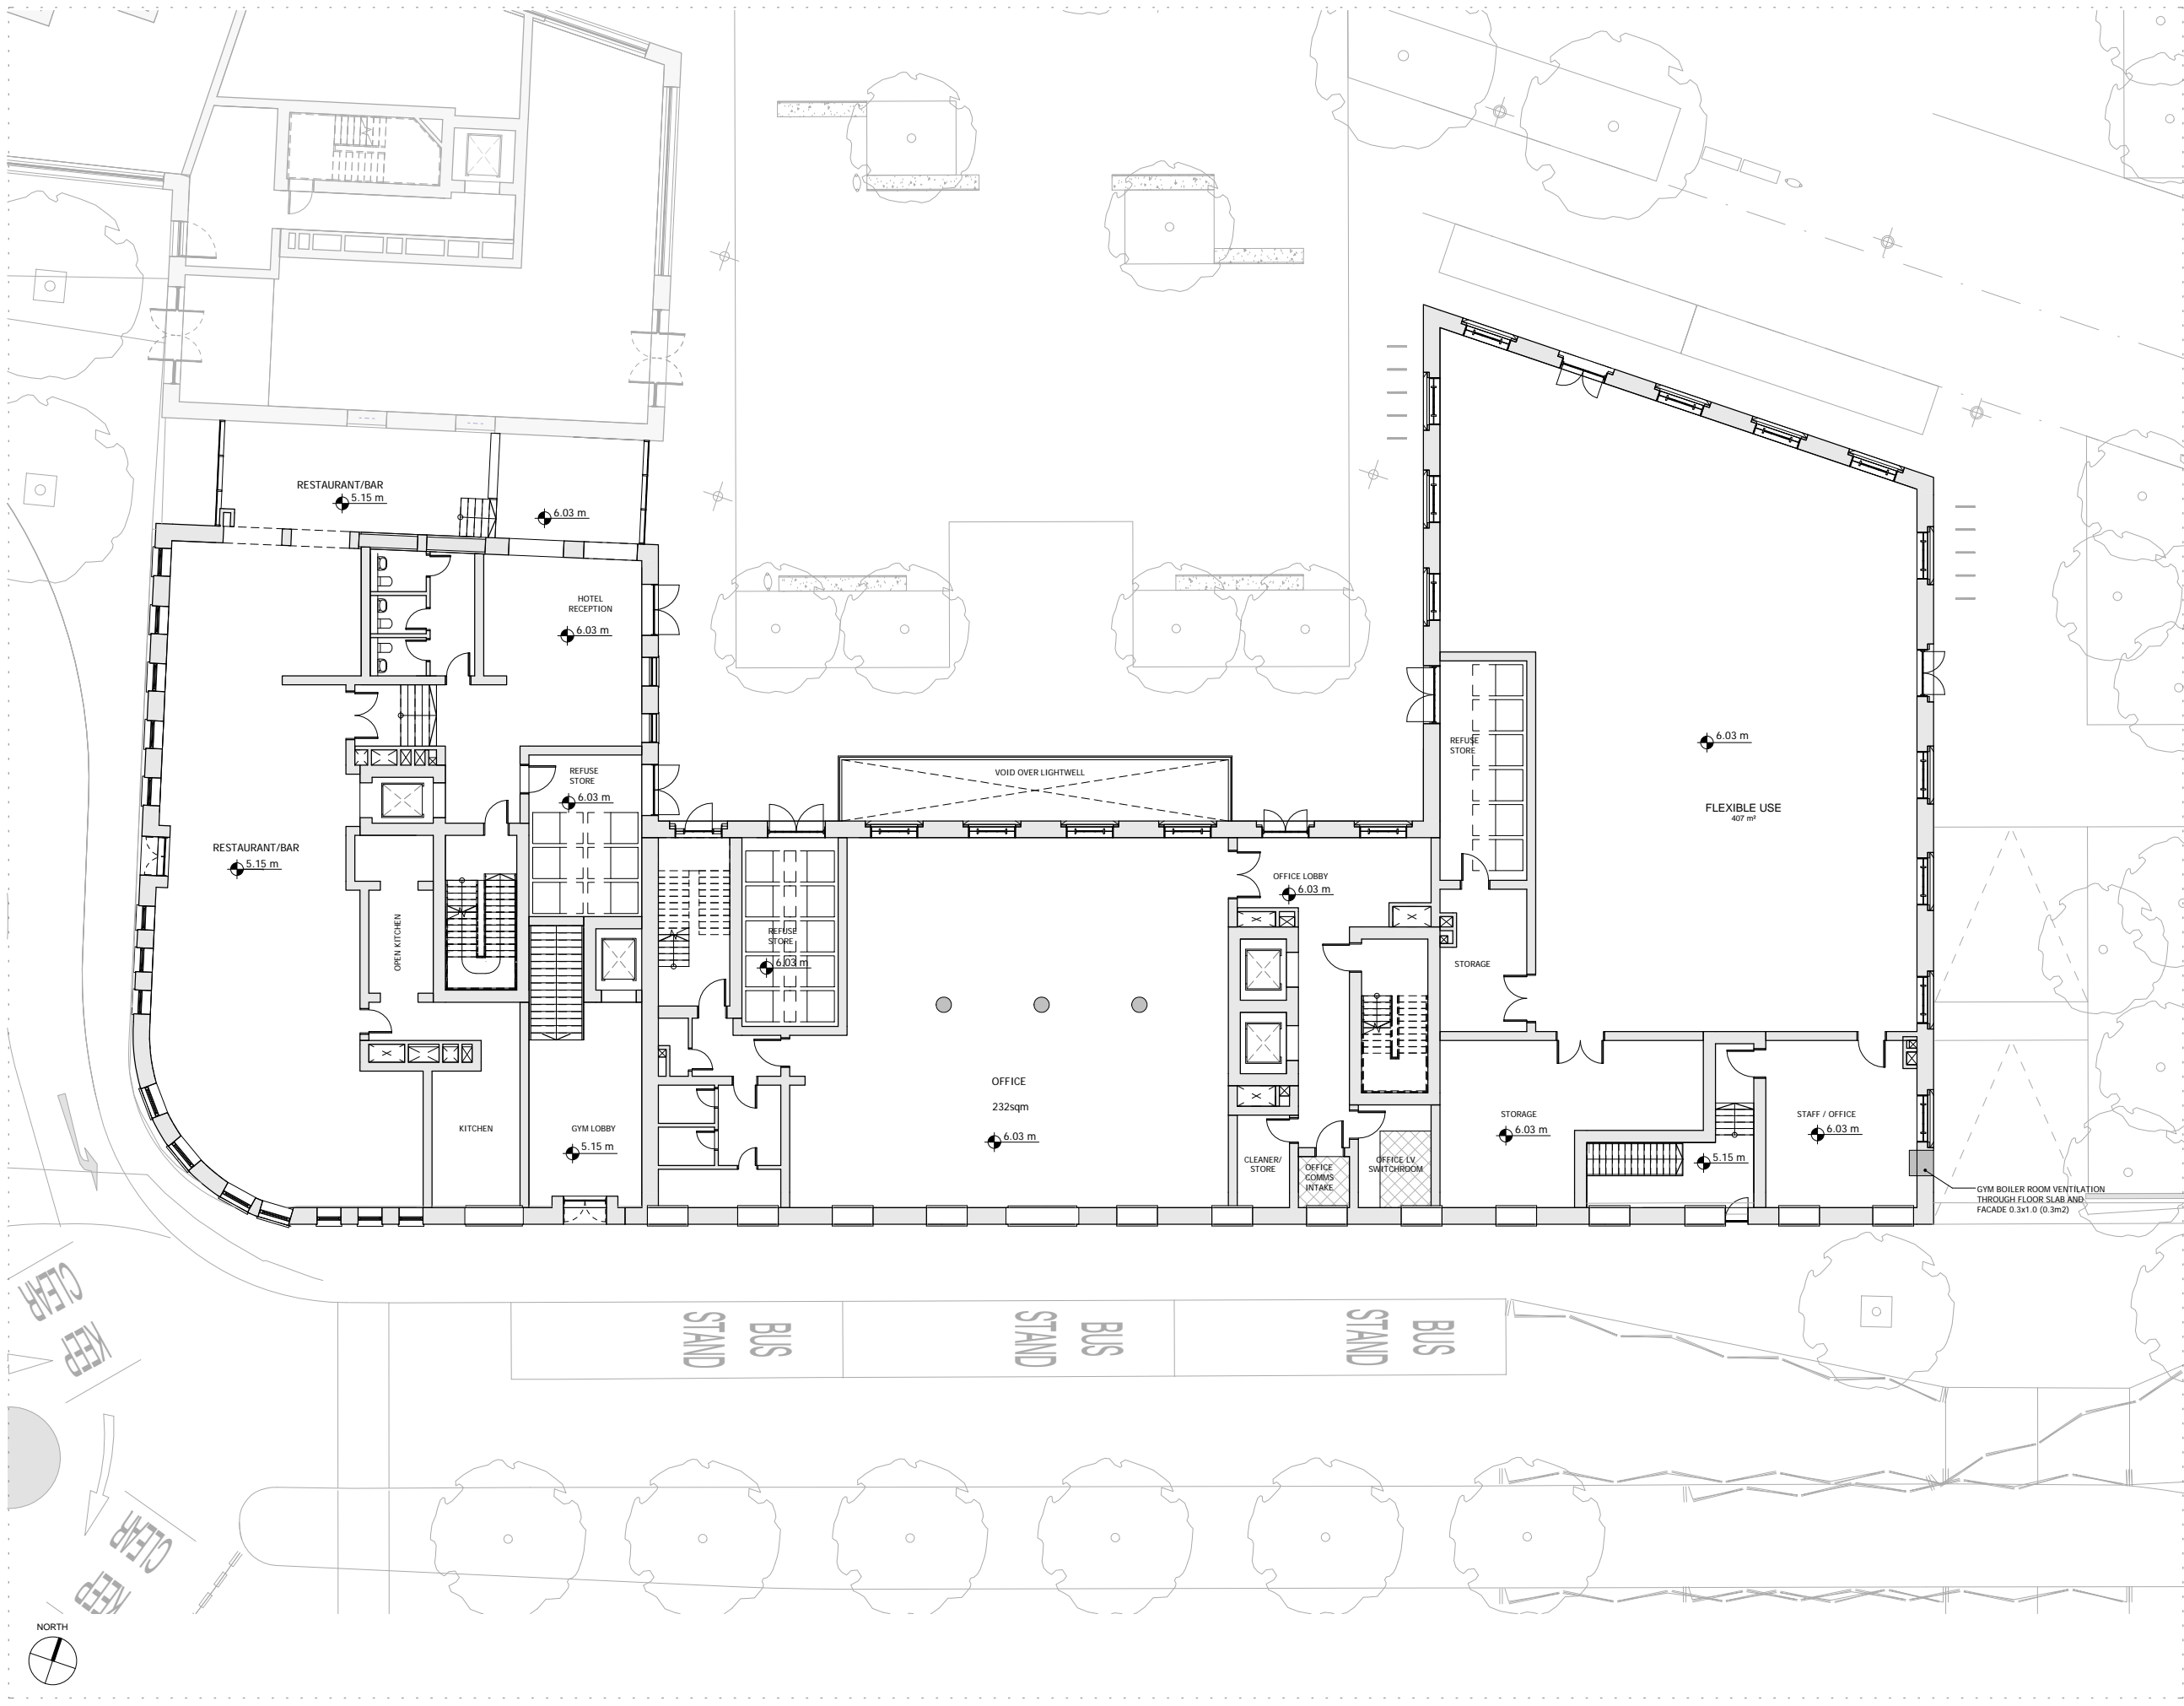 RESTAURANT/BAR
5.15 m
6.03 m
HOTEL
RECEPTION
6.03 m
REFUSE
STORE
6.03 m
VOID OVER LIGHTWELL
REFUSE
STORE
6.03 m
FLEXIBLE USE
407 m²
RESTAURANT/BAR
5.15 m
OPEN KITCHEN
REFUSE
STORE
6.03 m
OFFICE LOBBY
6.03 m
STORAGE
OFFICE
232sqm
6.03 m
KITCHEN
GYM LOBBY
5.15 m
CLEANER/
STORE
OFFICE
COMMS
INTAKE
OFFICE LV
SWITCHROOM
STORAGE
6.03 m
5.15 m
STAFF / OFFICE
6.03 m
GYM BOILER ROOM VENTILATION
THROUGH FLOOR SLAB AND
FACADE 0.3x1.0 (0.3m2)
KEEP
CLEAR
BUS
STAND
BUS
STAND
BUS
STAND
KEEP
CLEAR
NORTH